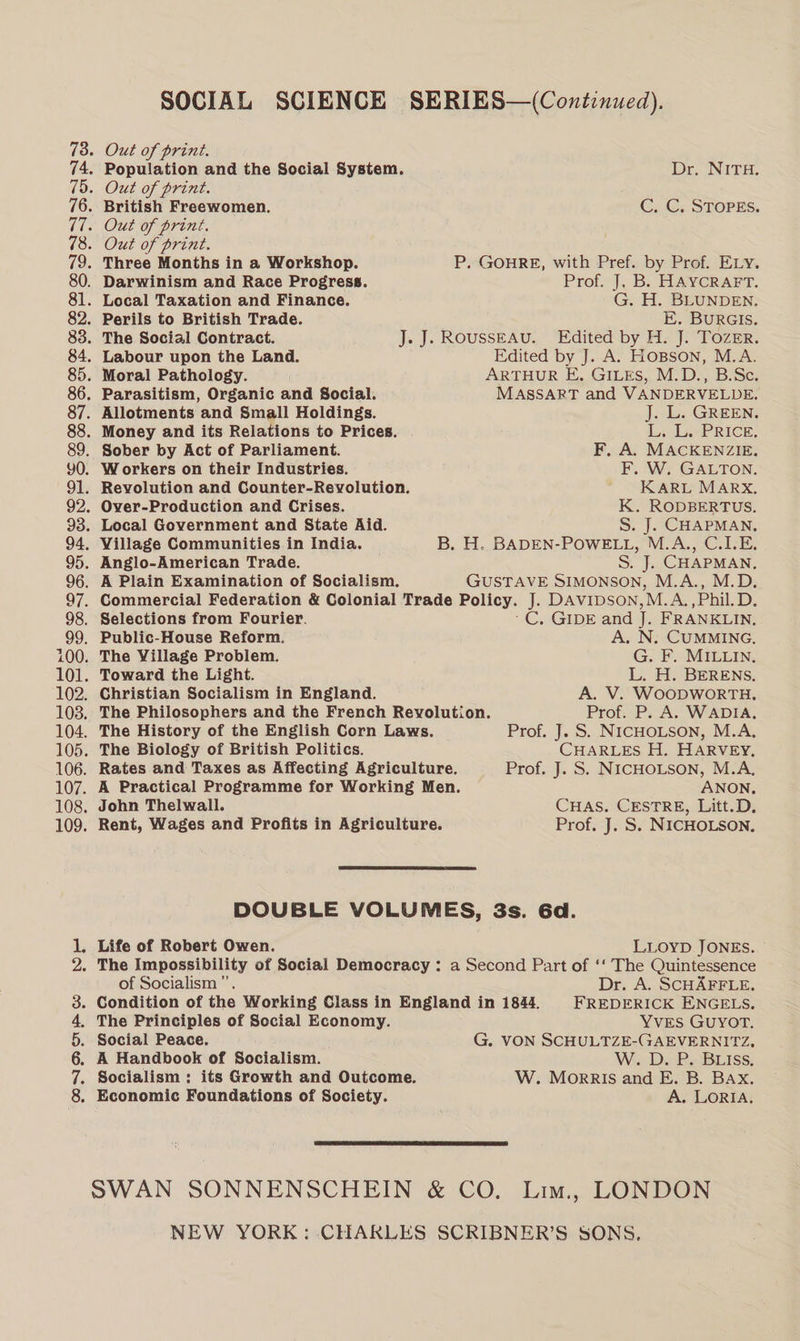 SOCIAL SCIENCE SERIES—(Continued).
73. Out of print.
74. Population and the Social System. Dr. NITH.
75. Out of print.
76. British Freewomen. C. C. STOPES.
77. Out of print.
78. Out of print.
79. Three Months in a Workshop. P. GOHRE, with Pref. by Prof. ELY.
80. Darwinism and Race Progress. Prof. J. B. HAYCRAFT.
81. Local Taxation and Finance. G. H. BLUNDEN.
82. Perils to British Trade. E. BURGIS.
83. The Social Contract. J. J. ROUSSEAU. Edited by H. J. TOZER.
84. Labour upon the Land. Edited by J. A. HOBSON, M.A.
85. Moral Pathology. ARTHUR E. GILES, M.D., B.Sc.
86. Parasitism, Organic and Social. MASSART and VANDERVELDE.
87. Allotments and Small Holdings. J. L. GREEN.
88. Money and its Relations to Prices. L. L. PRICE.
89. Sober by Act of Parliament. F. A. MACKENZIE.
90. Workers on their Industries. F. W. GALTON.
91. Revolution and Counter-Revolution. KARL MARX.
92. Over-Production and Crises. K. RODBERTUS.
93. Local Government and State Aid. S. J. CHAPMAN.
94. Village Communities in India. B. H. BADEN-POWELL, M.A., C.I.E.
95. Anglo-American Trade. S. J. CHAPMAN.
96. A Plain Examination of Socialism. GUSTAVE SIMONSON, M.A., M.D.
97. Commercial Federation & Colonial Trade Policy. J. DAVIDSON, M.A., Phil.D.
98. Selections from Fourier. C. GIDE and J. FRANKLIN.
99. Public-House Reform. A. N. CUMMING.
100. The Village Problem. G. F. MILLIN.
101. Toward the Light. L. H. BERENS.
102. Christian Socialism in England. A. V. WOODWORTH.
103. The Philosophers and the French Revolution. Prof. P. A. WADIA.
104. The History of the English Corn Laws. Prof. J. S. NICHOLSON, M.A.
105. The Biology of British Politics. CHARLES H. HARVEY.
106. Rates and Taxes as Affecting Agriculture. Prof. J. S. NICHOLSON, M.A.
107. A Practical Programme for Working Men. ANON.
108. John Thelwall. CHAS. CESTRE, Litt.D.
109. Rent, Wages and Profits in Agriculture. Prof. J. S. NICHOLSON.
DOUBLE VOLUMES, 3s. 6d.
1. Life of Robert Owen. LLOYD JONES.
2. The Impossibility of Social Democracy: a Second Part of ‘‘ The Quintessence
of Socialism ”. Dr. A. SCHÄFFLE.
3. Condition of the Working Class in England in 1844. FREDERICK ENGELS.
4. The Principles of Social Economy. YVES GUYOT.
5. Social Peace. G. VON SCHULTZE-GAEVERNITZ.
6. A Handbook of Socialism. W. D. P. BLISS.
7. Socialism : its Growth and Outcome. W. MORRIS and E. B. BAX.
8. Economic Foundations of Society. A. LORIA.
SWAN SONNENSCHEIN & CO. LIM., LONDON
NEW YORK: CHARLES SCRIBNER'S SONS.